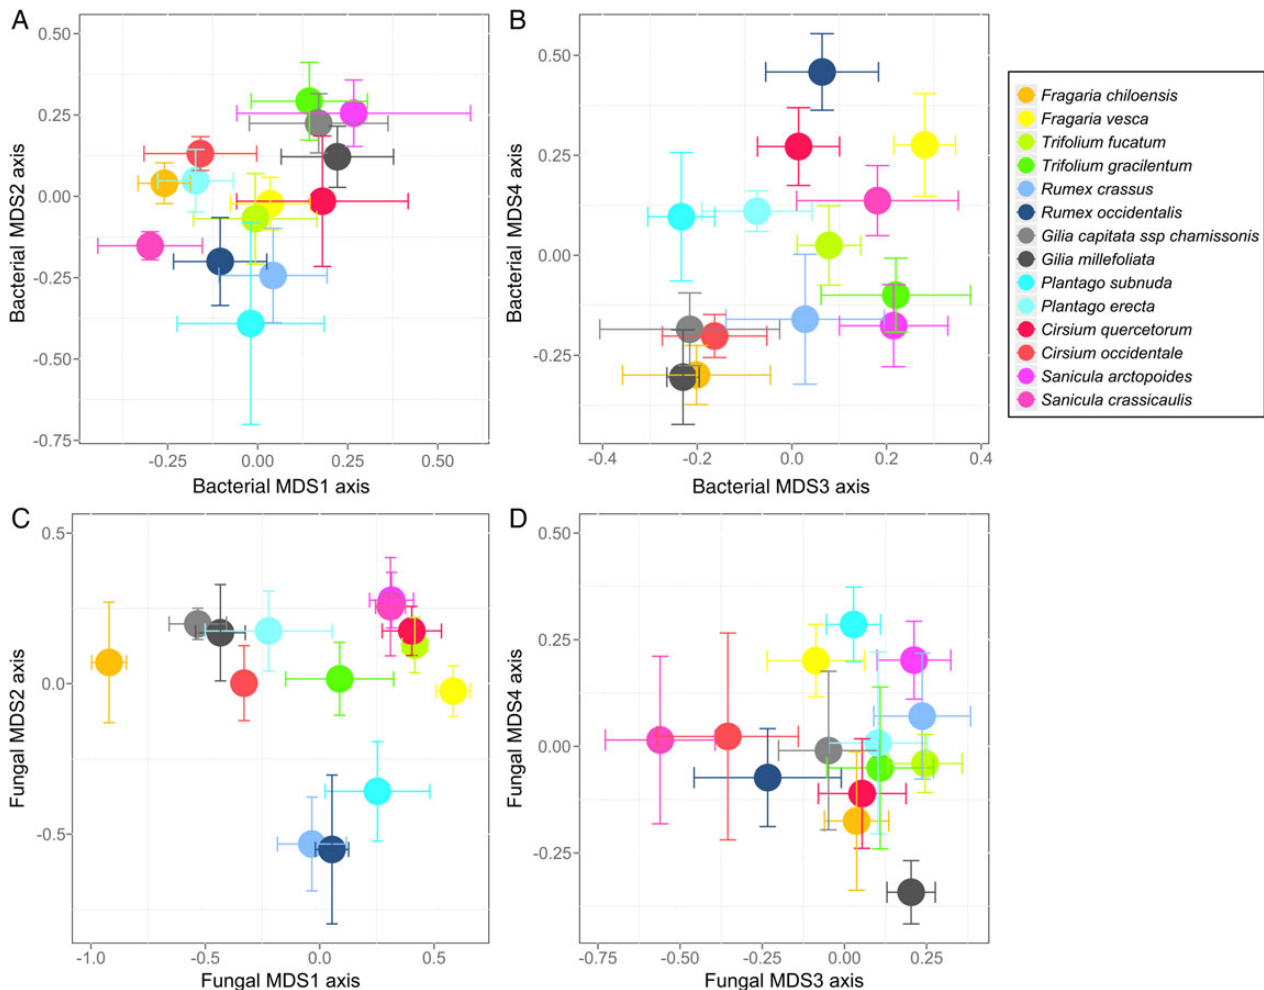 A
0.50
0.25
0.00
-0.25
-0.50
-0.75
Bacterial MDS2 axis
-0.25
0.00
0.25
0.50
Bacterial MDS1 axis
B
0.50
0.25
0.00
-0.25
Bacterial MDS4 axis
-0.4
-0.2
0.0
0.2
0.4
Bacterial MDS3 axis
Fragaria chiloensis
Fragaria vesca
Trifolium fucatum
Trifolium gracilentum
Rumex crassus
Rumex occidentalis
Gilia capitata ssp chamissonis
Gilia millefoliata
Plantago subnuda
Plantago erecta
Cirsium quercetorum
Cirsium occidentale
Sanicula arctopoides
Sanicula crassicaulis
C
0.5
0.0
-0.5
Fungal MDS2 axis
-1.0
-0.5
0.0
0.5
Fungal MDS1 axis
D
0.50
0.25
0.00
-0.25
Fungal MDS4 axis
-0.75
-0.50
-0.25
0.00
0.25
Fungal MDS3 axis